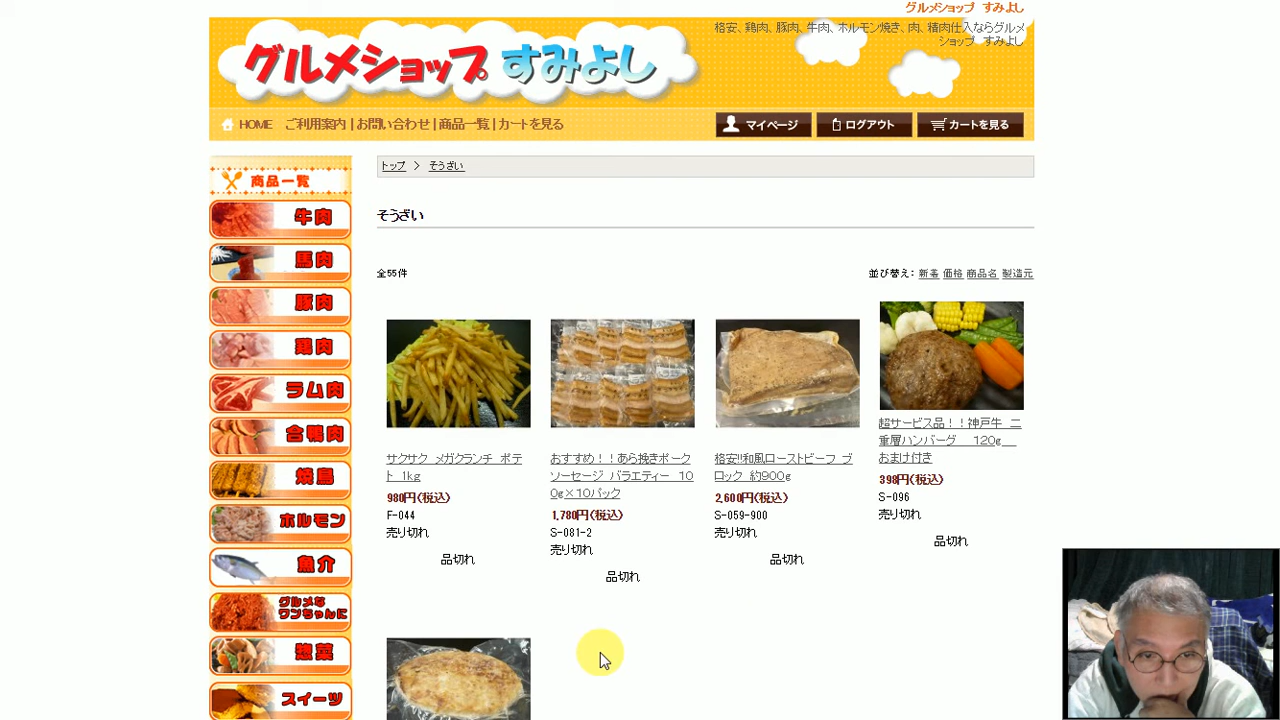 グルメショップ すみよし
グルメショップ すみよし
格安、鶏肉、豚肉、牛肉、ホルモン焼き、肉、精肉仕入ならグルメ
ショップ すみよし
HOME ご利用案内 | お問い合わせ | 商品一覧 | カートを見る
マイページ
ログアウト
カートを見る
商品一覧
牛肉
馬肉
豚肉
鶏肉
ラム肉
合鴨肉
焼鳥
ホルモン
魚介
グルメな
ワンちゃんに
惣菜
スイーツ
トップ > そうざい
そうざい
全55件
並び替え: 新着 価格 商品名 製造元
サクサク メガクランチ ポテ
ト 1kg
980円(税込)
F-044
売り切れ
品切れ
おすすめ!!あら挽きポーク
ソーセージ バラエティー 10
0g×10パック
1,780円(税込)
S-081-2
売り切れ
品切れ
格安!!和風ローストビーフ ブ
ロック 約900g
2,600円(税込)
S-059-900
売り切れ
品切れ
超サービス品!!神戸牛 二
重層ハンバーグ 120g
おまけ付き
398円(税込)
S-096
売り切れ
品切れ